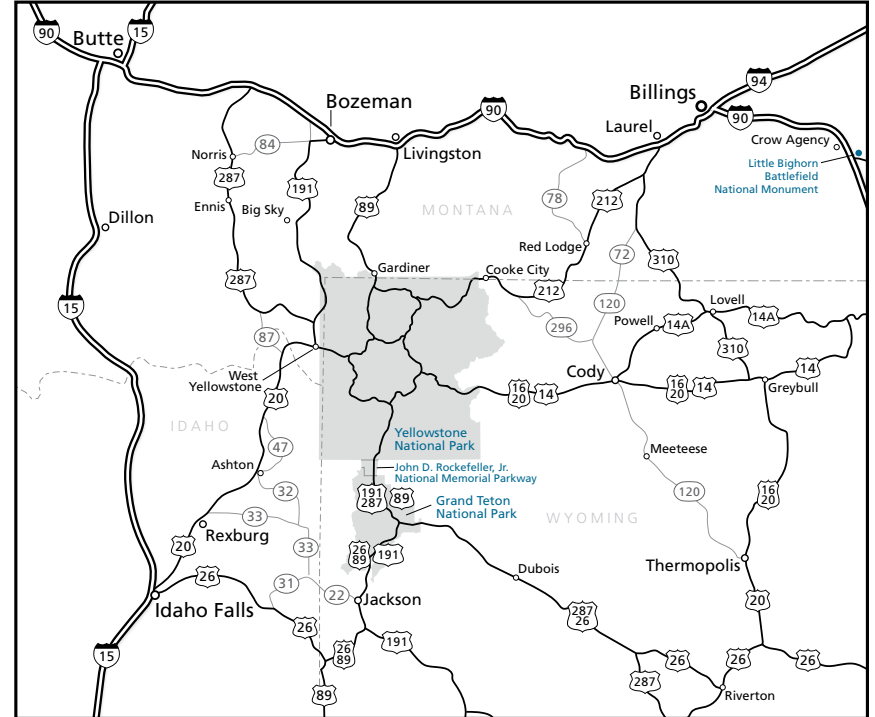 90
15
Butte
94
Billings
90
Bozeman
90
Laurel
Crow Agency
84
Norris
Livingston
Little Bighorn
Battlefield
National Monument
287
191
Ennis
Big Sky
89
MONTANA
78
212
Dillon
Red Lodge
72
310
Gardiner
Cooke City
287
212
120
15
Lovell
14A
296
Powell
14A
87
310
West
Yellowstone
Cody
14
16
20
14
16
20
14
Greybull
20
IDAHO
Yellowstone
National Park
47
Meeteese
Ashton
John D. Rockefeller, Jr.
National Memorial Parkway
32
191
287
89
120
16
20
Grand Teton
National Park
33
WYOMING
Rexburg
20
33
26
89
191
Thermopolis
Dubois
26
31
22
Jackson
20
Idaho Falls
287
26
26
191
26
89
15
26
26
26
287
89
Riverton